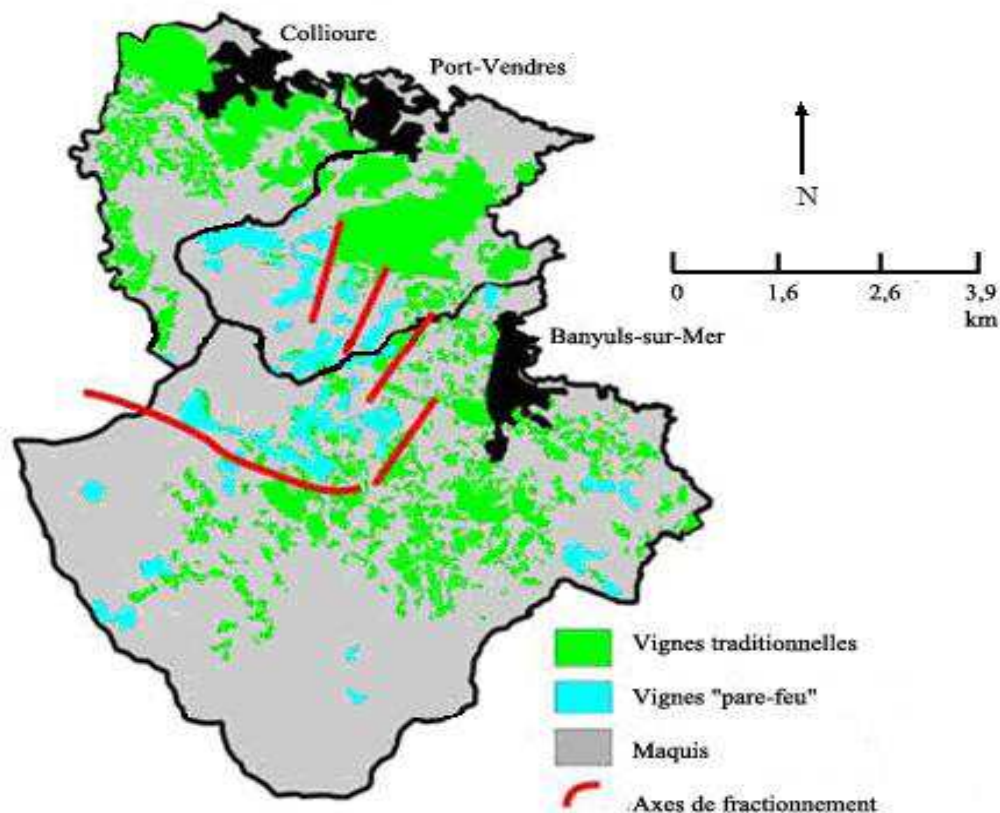 Collioure
Port-Vendres
N
0 1,6 2,6 3,9
km
Banyuls-sur-Mer
Vignes traditionnelles
Vignes "pare-feu"
Maquis
Axes de fractionnement